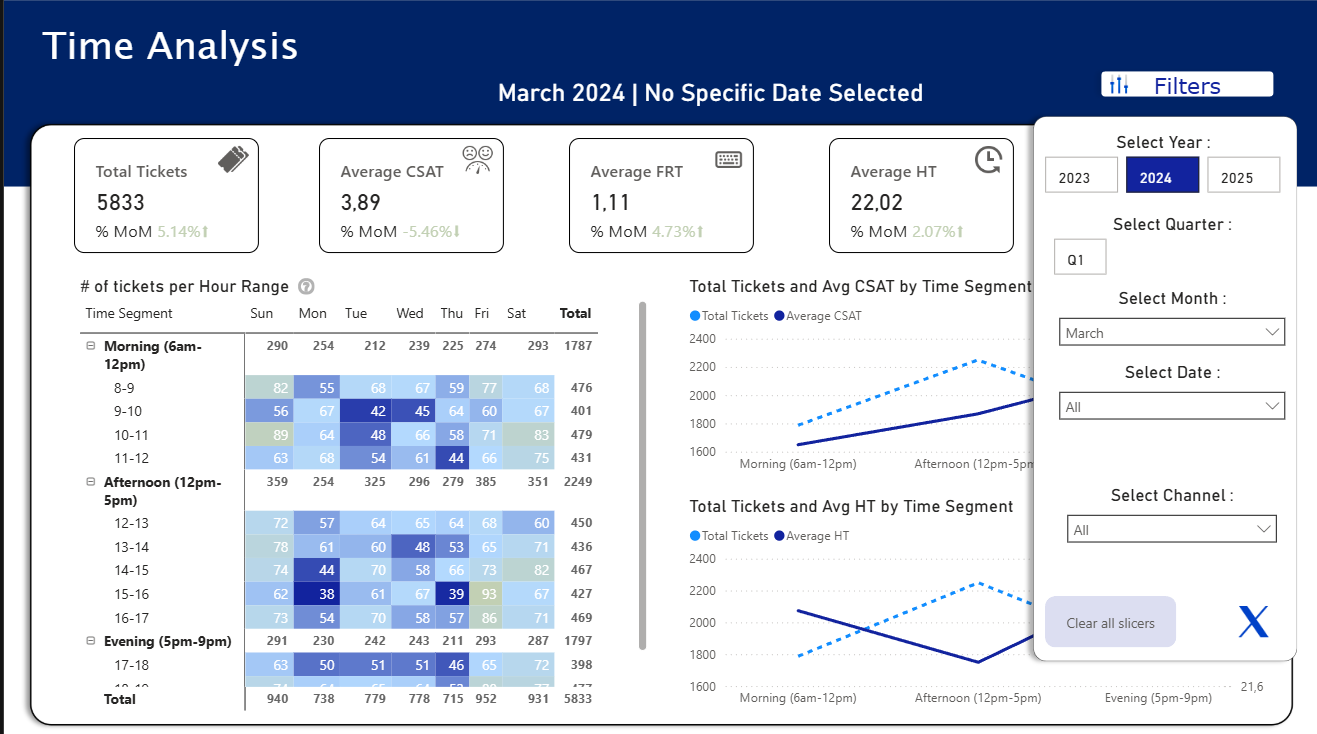 Time Analysis
March 2024 | No Specific Date Selected
Filters
Total Tickets
5833
% MoM 5.14%⬆
Average CSAT
3,89
% MoM -5.46%⬇
Average FRT
1,11
% MoM 4.73%⬆
Average HT
22,02
% MoM 2.07%⬆
Select Year :
2023 2024 2025
Select Quarter :
Q1
Select Month :
March
Select Date :
All
Select Channel :
All
Clear all slicers
X
# of tickets per Hour Range ?
Time Segment Sun Mon Tue Wed Thu Fri Sat Total
Morning (6am-
12pm) 290 254 212 239 225 274 293 1787
8-9 82 55 68 67 59 77 68 476
9-10 56 67 42 45 64 60 67 401
10-11 89 64 48 66 58 71 83 479
11-12 63 68 54 61 44 66 75 431
Afternoon (12pm-
5pm) 359 254 325 296 279 385 351 2249
12-13 72 57 64 65 64 68 60 450
13-14 78 61 60 48 53 65 71 436
14-15 74 44 70 58 66 73 82 467
15-16 62 38 61 67 39 93 67 427
16-17 73 54 70 58 57 86 71 469
Evening (5pm-9pm) 291 230 242 243 211 293 287 1797
17-18 63 50 51 51 46 65 72 398
Total 940 738 779 778 715 952 931 5833
Total Tickets and Avg CSAT by Time Segment
Total Tickets Average CSAT
2400
2200
2000
1800
1600
Morning (6am-12pm) Afternoon (12pm-5pm
Total Tickets and Avg HT by Time Segment
Total Tickets Average HT
2400
2200
2000
1800
1600 21,6
Morning (6am-12pm) Afternoon (12pm-5pm) Evening (5pm-9pm)